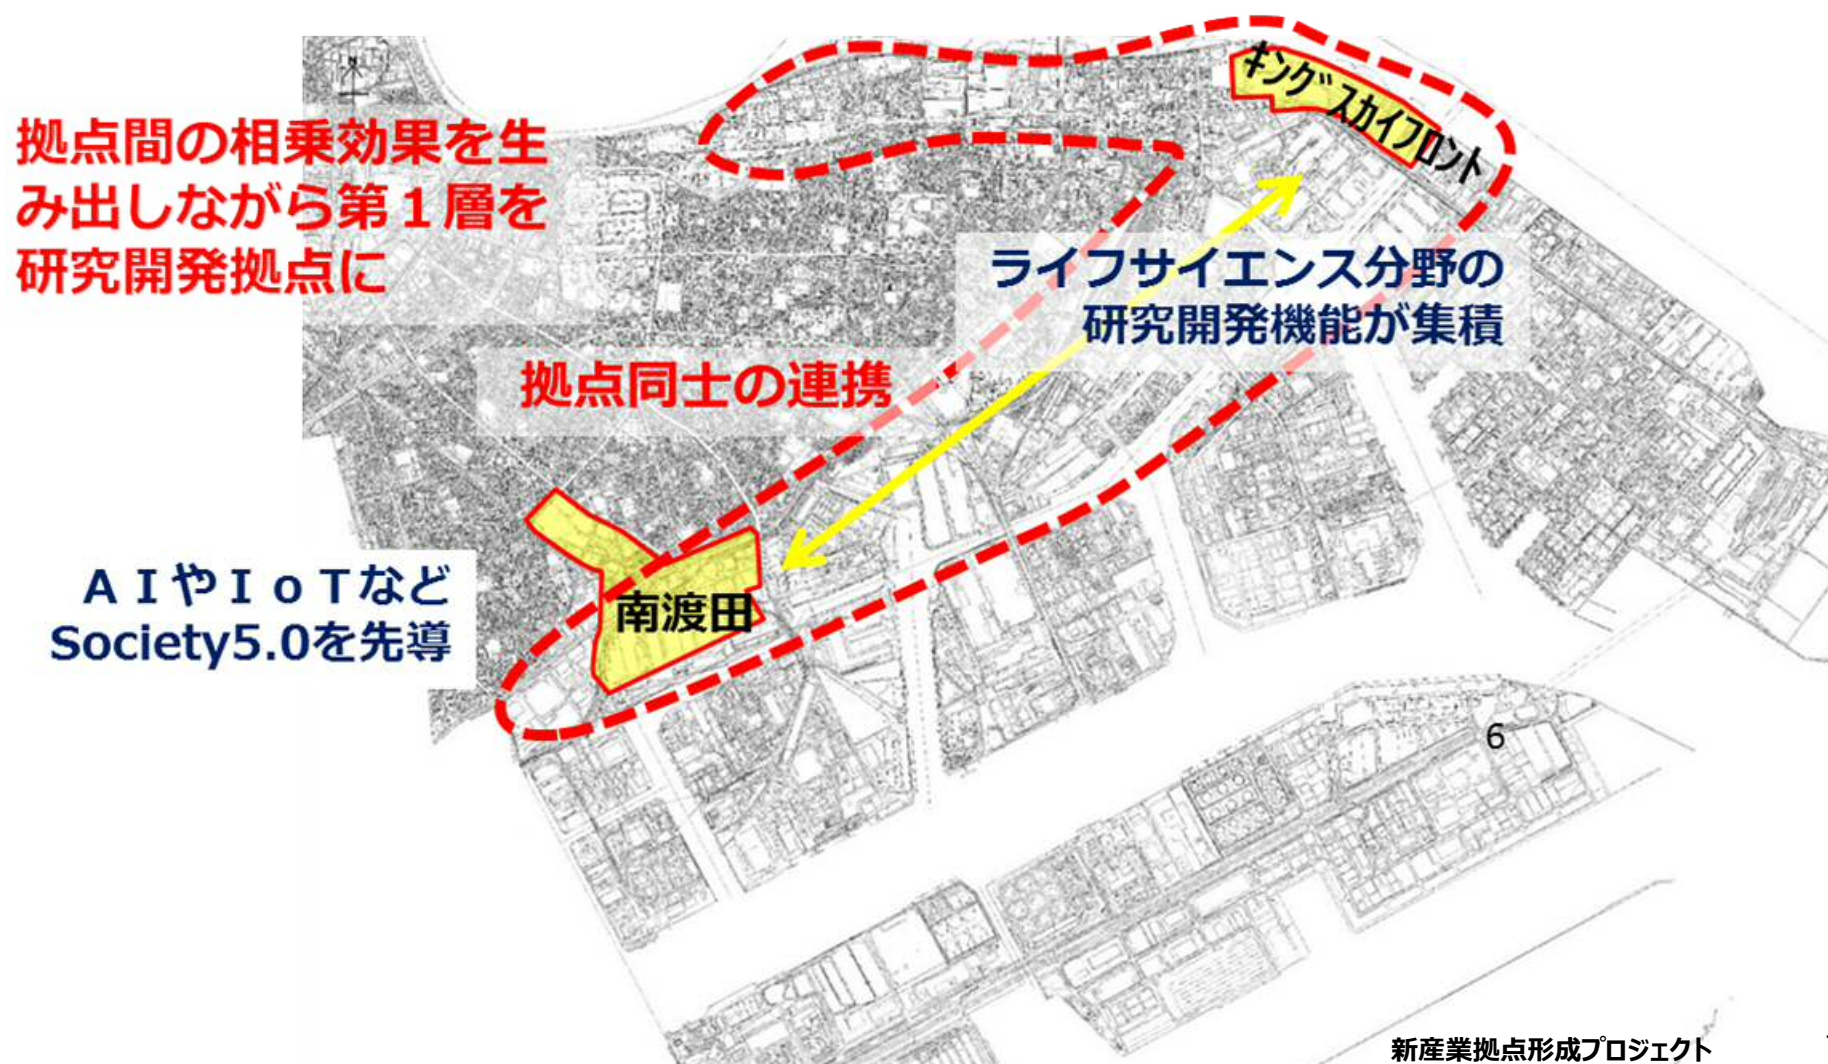 キングスカイフロント
拠点間の相乗効果を生
み出しながら第１層を
研究開発拠点に
ライフサイエンス分野の
研究開発機能が集積
拠点同士の連携
ＡＩやＩｏＴなど
Society5.0を先導
南渡田
6
新産業拠点形成プロジェクト